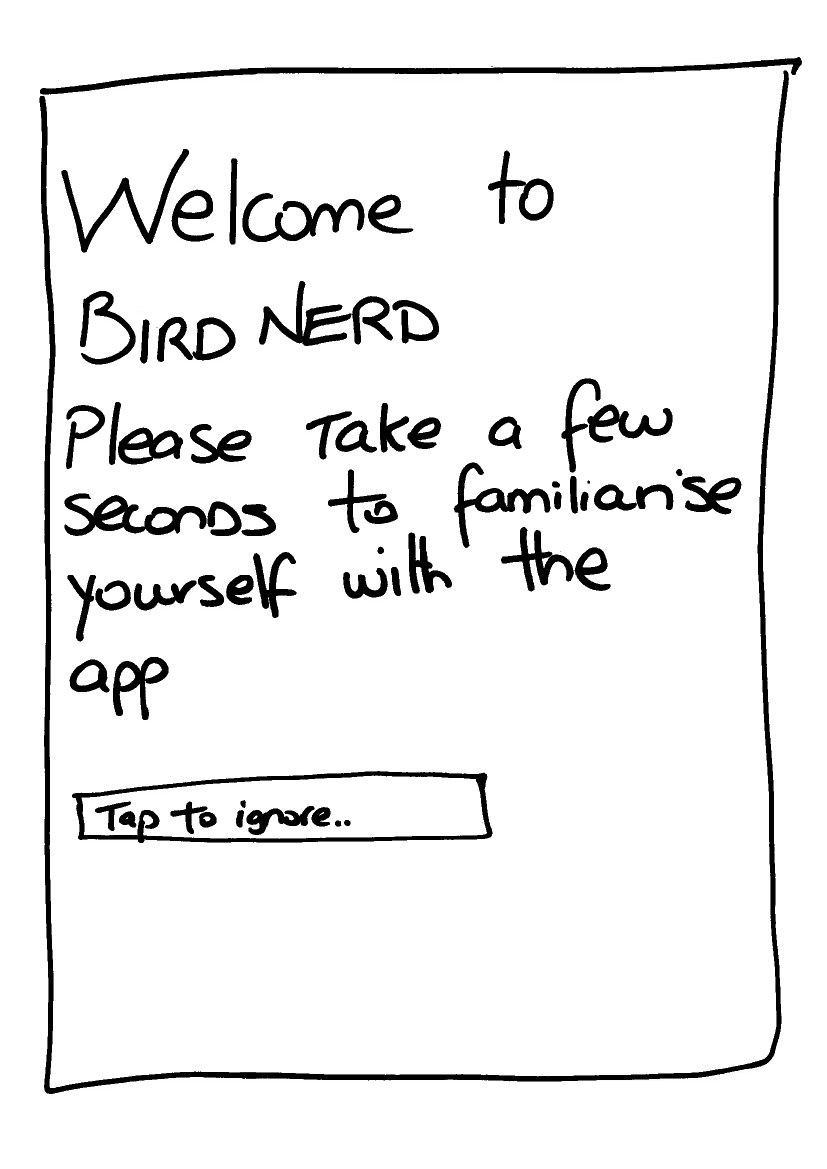 Welcome to
BIRD NERD
Please Take a few
seconds to familiarise
yourself with the
app
Tap to ignore..